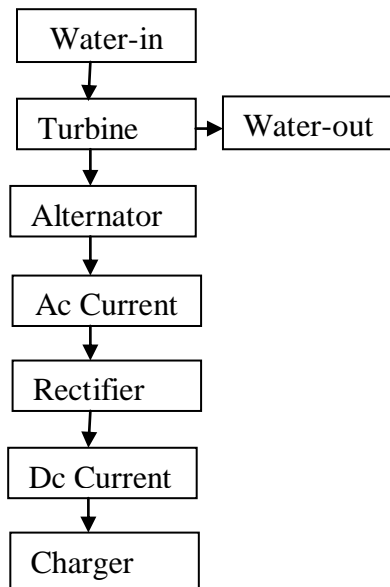 Water-in
Turbine
Water-out
Alternator
Ac Current
Rectifier
Dc Current
Charger